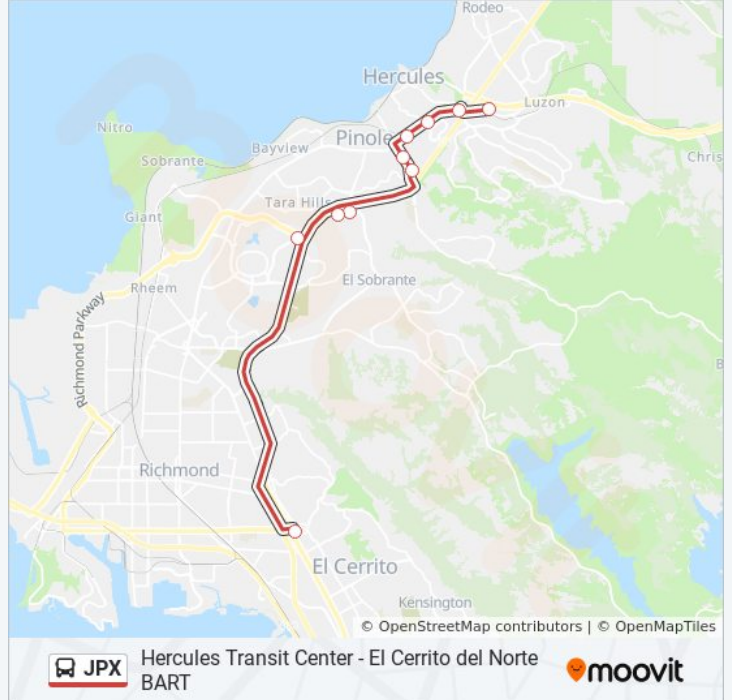 Rodeo
Hercules
Luzon
Nitro
Pinole
Bayview
Sobrante
Chris
Tara Hills
Giant
El Sobrante
Rheem
Richmond Parkway
B
Richmond
El Cerrito
Kensington
© OpenStreetMap contributors | © OpenMapTiles
JPX
Hercules Transit Center - El Cerrito del Norte
BART
moovit